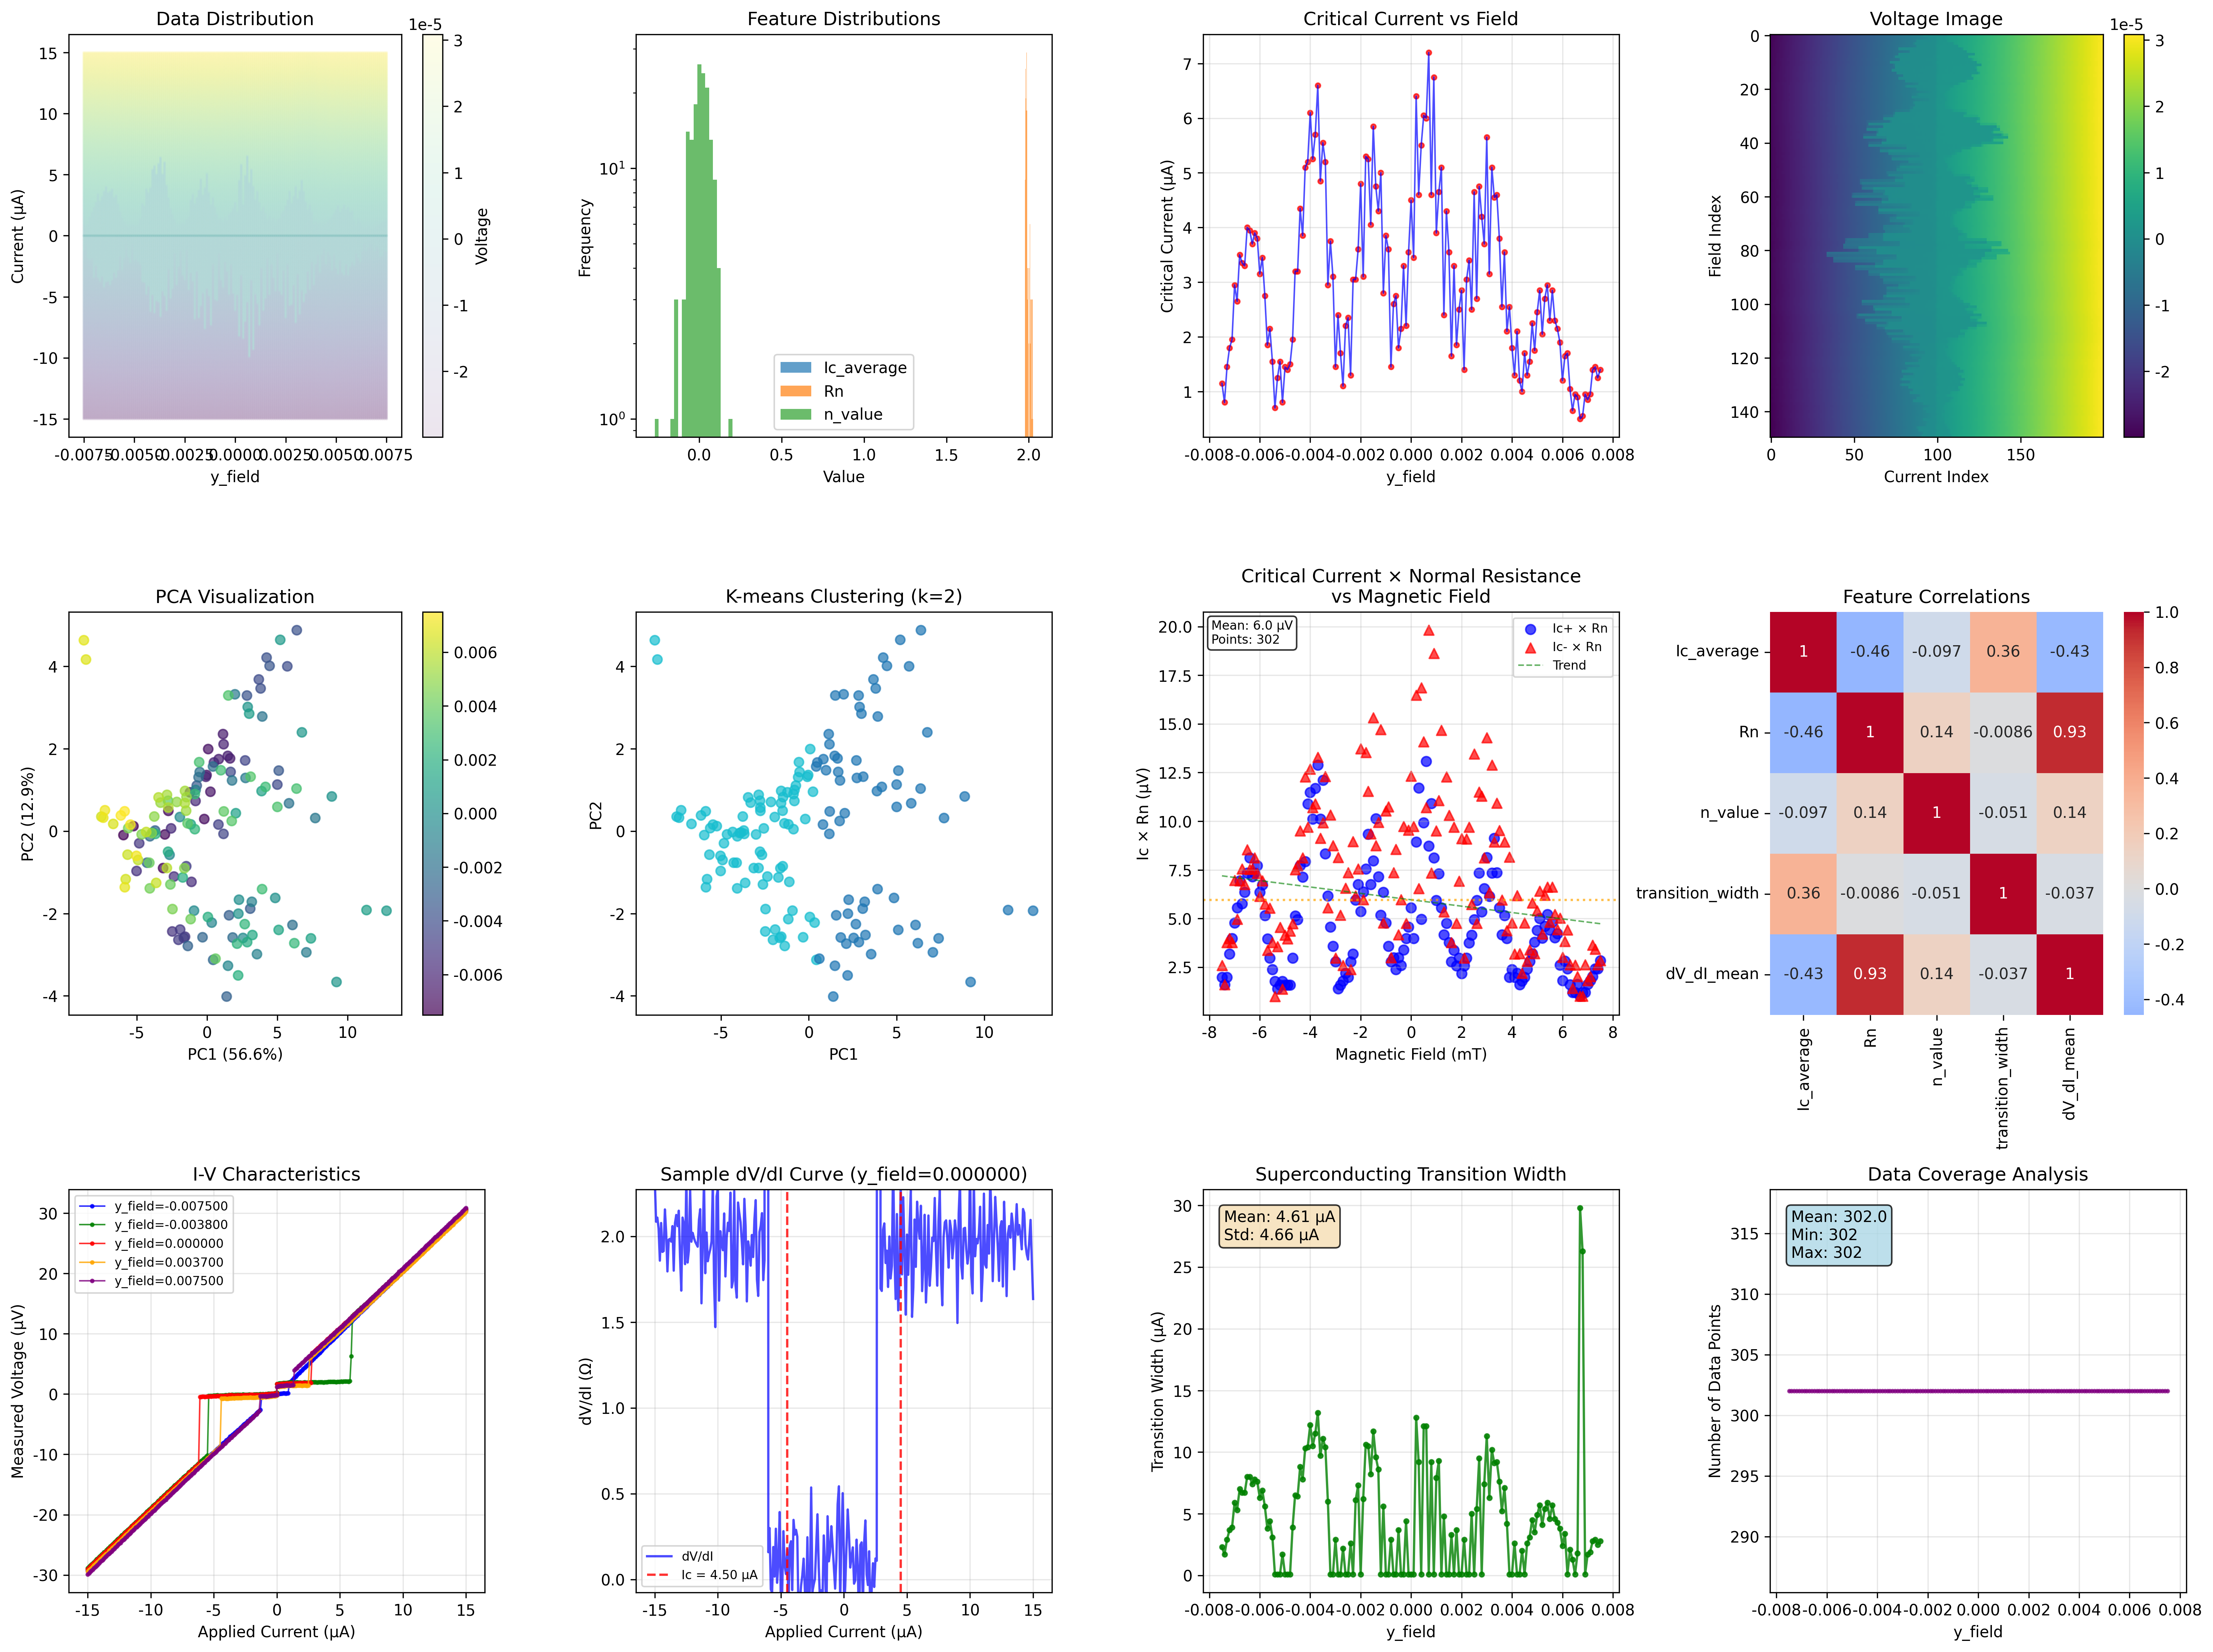 Data Distribution
1e-5
15
10
5
0
-5
-10
-15
Current (µA)
-0.0075
-0.0050
-0.0025
0.0000
0.0025
0.0050
0.0075
y_field
3
2
1
0
-1
-2
Voltage
Feature Distributions
10¹
10⁰
Frequency
Ic_average
Rn
n_value
0.0
0.5
1.0
1.5
2.0
Value
Critical Current vs Field
7
6
5
4
3
2
1
Critical Current (µA)
-0.008
-0.006
-0.004
-0.002
0.000
0.002
0.004
0.006
0.008
y_field
Voltage Image
1e-5
0
20
40
60
80
100
120
140
Field Index
0
50
100
150
Current Index
3
2
1
0
-1
-2
PCA Visualization
4
2
0
-2
-4
PC2 (12.9%)
-5
0
5
10
PC1 (56.6%)
0.006
0.004
0.002
0.000
-0.002
-0.004
-0.006
K-means Clustering (k=2)
4
2
0
-2
-4
PC2
-5
0
5
10
PC1
Critical Current × Normal Resistance
vs Magnetic Field
Mean: 6.0 µV
Points: 302
Ic+ × Rn
Ic- × Rn
Trend
20.0
17.5
15.0
12.5
10.0
7.5
5.0
2.5
Ic × Rn (µV)
-8
-6
-4
-2
0
2
4
6
8
Magnetic Field (mT)
Feature Correlations
Ic_average
1
-0.46
-0.097
0.36
-0.43
Rn
-0.46
1
0.14
-0.0086
0.93
n_value
-0.097
0.14
1
-0.051
0.14
transition_width
0.36
-0.0086
-0.051
1
-0.037
dV_dI_mean
-0.43
0.93
0.14
-0.037
1
Ic_average
Rn
n_value
transition_width
dV_dI_mean
1.0
0.8
0.6
0.4
0.2
0.0
-0.2
-0.4
I-V Characteristics
y_field=-0.007500
y_field=-0.003800
y_field=0.000000
y_field=0.003700
y_field=0.007500
30
20
10
0
-10
-20
-30
Measured Voltage (µV)
-15
-10
-5
0
5
10
15
Applied Current (µA)
Sample dV/dI Curve (y_field=0.000000)
2.0
1.5
1.0
0.5
0.0
dV/dI (Ω)
dV/dI
Ic = 4.50 µA
-15
-10
-5
0
5
10
15
Applied Current (µA)
Superconducting Transition Width
Mean: 4.61 µA
Std: 4.66 µA
30
25
20
15
10
5
0
Transition Width (µA)
-0.008
-0.006
-0.004
-0.002
0.000
0.002
0.004
0.006
0.008
y_field
Data Coverage Analysis
Mean: 302.0
Min: 302
Max: 302
315
310
305
300
295
290
Number of Data Points
-0.008
-0.006
-0.004
-0.002
0.000
0.002
0.004
0.006
0.008
y_field